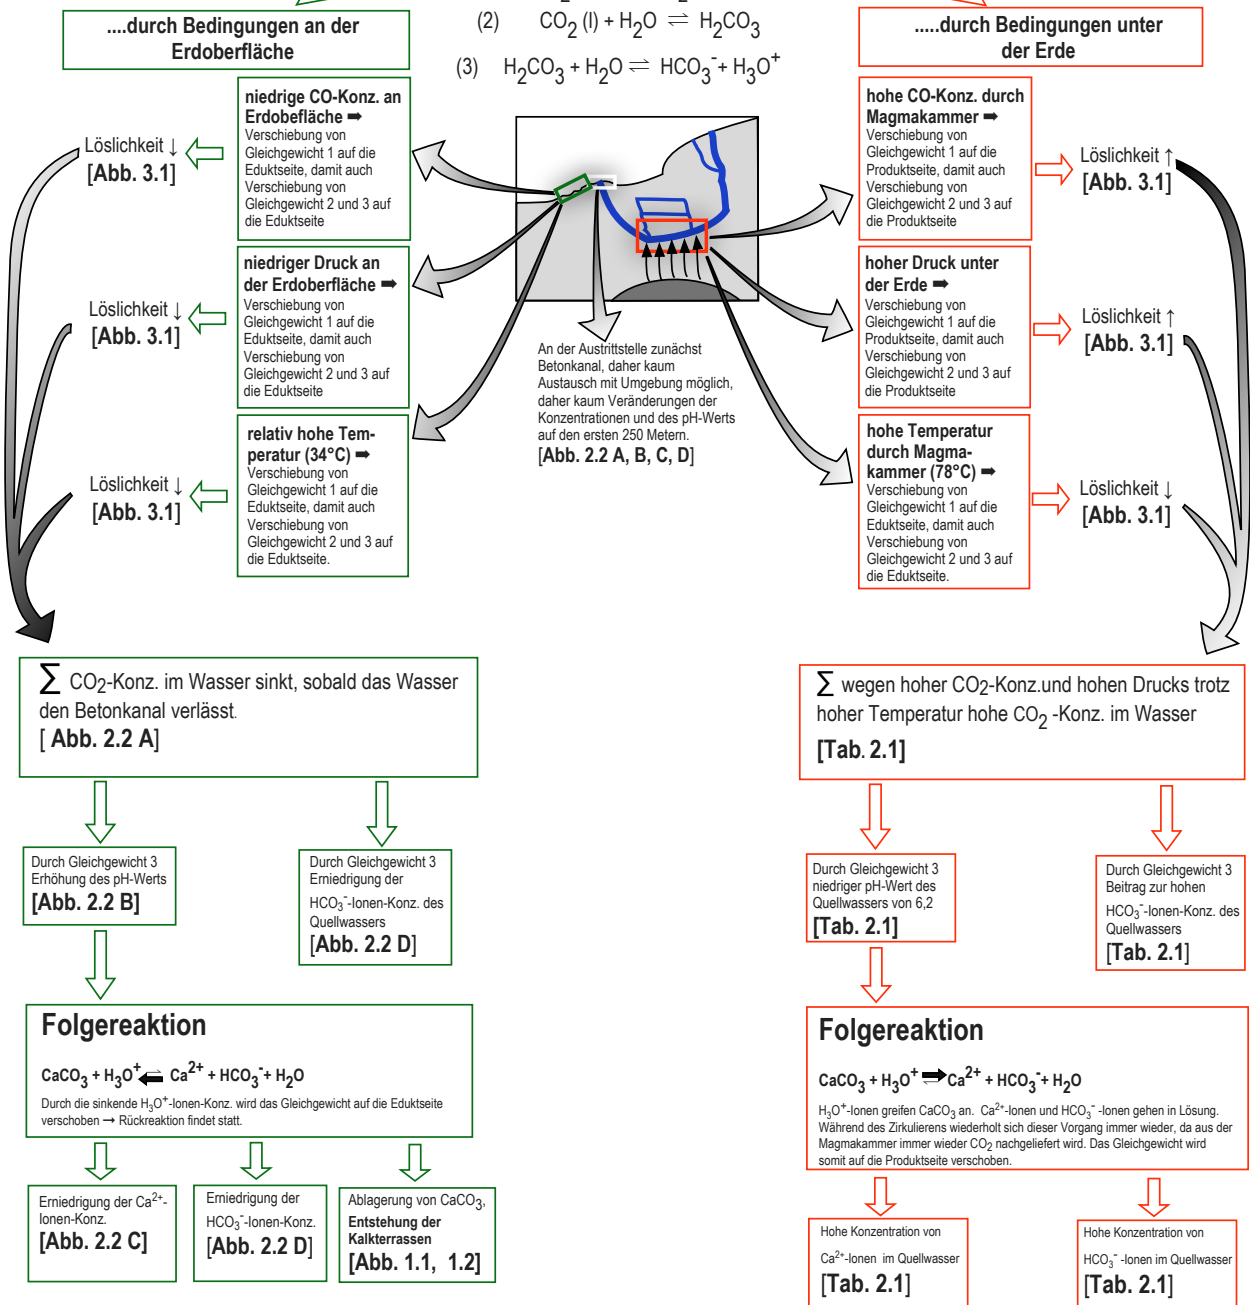 (2) CO2 (l) + H2O ⇌ H2CO3
(3) H2CO3 + H2O ⇌ HCO3- + H3O+
....durch Bedingungen an der
Erdoberfläche
niedrige CO-Konz. an
Erdobefläche ➡
Verschiebung von
Gleichgewicht 1 auf die
Eduktseite, damit auch
Verschiebung von
Gleichgewicht 2 und 3 auf
die Eduktseite
Löslichkeit ↓
[Abb. 3.1]
niedriger Druck an
der Erdoberfläche ➡
Verschiebung von
Gleichgewicht 1 auf die
Eduktseite, damit auch
Verschiebung von
Gleichgewicht 2 und 3 auf
die Eduktseite
Löslichkeit ↓
[Abb. 3.1]
relativ hohe Tem-
peratur (34°C) ➡
Verschiebung von
Gleichgewicht 1 auf die
Eduktseite, damit auch
Verschiebung von
Gleichgewicht 2 und 3 auf
die Eduktseite.
Löslichkeit ↓
[Abb. 3.1]
An der Austrittstelle zunächst
Betonkanal, daher kaum
Austausch mit Umgebung möglich,
daher kaum Veränderungen der
Konzentrationen und des pH-Werts
auf den ersten 250 Metern.
[Abb. 2.2 A, B, C, D]
.....durch Bedingungen unter
der Erde
hohe CO-Konz. durch
Magmakammer ➡
Verschiebung von
Gleichgewicht 1 auf die
Produktseite, damit auch
Verschiebung von
Gleichgewicht 2 und 3 auf
die Produktseite
Löslichkeit ↑
[Abb. 3.1]
hoher Druck unter
der Erde ➡
Verschiebung von
Gleichgewicht 1 auf die
Produktseite, damit auch
Verschiebung von
Gleichgewicht 2 und 3 auf
die Produktseite
Löslichkeit ↑
[Abb. 3.1]
hohe Temperatur
durch Magma-
kammer (78°C) ➡
Verschiebung von
Gleichgewicht 1 auf die
Eduktseite, damit auch
Verschiebung von
Gleichgewicht 2 und 3 auf
die Eduktseite.
Löslichkeit ↓
[Abb. 3.1]
∑ CO2-Konz. im Wasser sinkt, sobald das Wasser
den Betonkanal verlässt.
[ Abb. 2.2 A]
Durch Gleichgewicht 3
Erhöhung des pH-Werts
[Abb. 2.2 B]
Durch Gleichgewicht 3
Erniedrigung der
HCO3--Ionen-Konz. des
Quellwassers
[Abb. 2.2 D]
Folgereaktion
CaCO3 + H3O+ ⇌ Ca2+ + HCO3- + H2O
Durch die sinkende H3O+-Ionen-Konz. wird das Gleichgewicht auf die Eduktseite
verschoben → Rückreaktion findet statt.
Erniedrigung der Ca2+-
Ionen-Konz.
[Abb. 2.2 C]
Erniedrigung der
HCO3--Ionen-Konz.
[Abb. 2.2 D]
Ablagerung von CaCO3,
Entstehung der
Kalkterrassen
[Abb. 1.1, 1.2]
∑ wegen hoher CO2-Konz.und hohen Drucks trotz
hoher Temperatur hohe CO2 -Konz. im Wasser
[Tab. 2.1]
Durch Gleichgewicht 3
niedriger pH-Wert des
Quellwassers von 6,2
[Tab. 2.1]
Durch Gleichgewicht 3
Beitrag zur hohen
HCO3--Ionen-Konz. des
Quellwassers
[Tab. 2.1]
Folgereaktion
CaCO3 + H3O+ ⇌ Ca2+ + HCO3- + H2O
H3O+-Ionen greifen CaCO3 an. Ca2+-Ionen und HCO3- -Ionen gehen in Lösung.
Während des Zirkulierens wiederholt sich dieser Vorgang immer wieder, da aus der
Magmakammer immer wieder CO2 nachgeliefert wird. Das Gleichgewicht wird
somit auf die Produktseite verschoben.
Hohe Konzentration von
Ca2+-Ionen im Quellwasser
[Tab. 2.1]
Hohe Konzentration von
HCO3- -Ionen im Quellwasser
[Tab. 2.1]